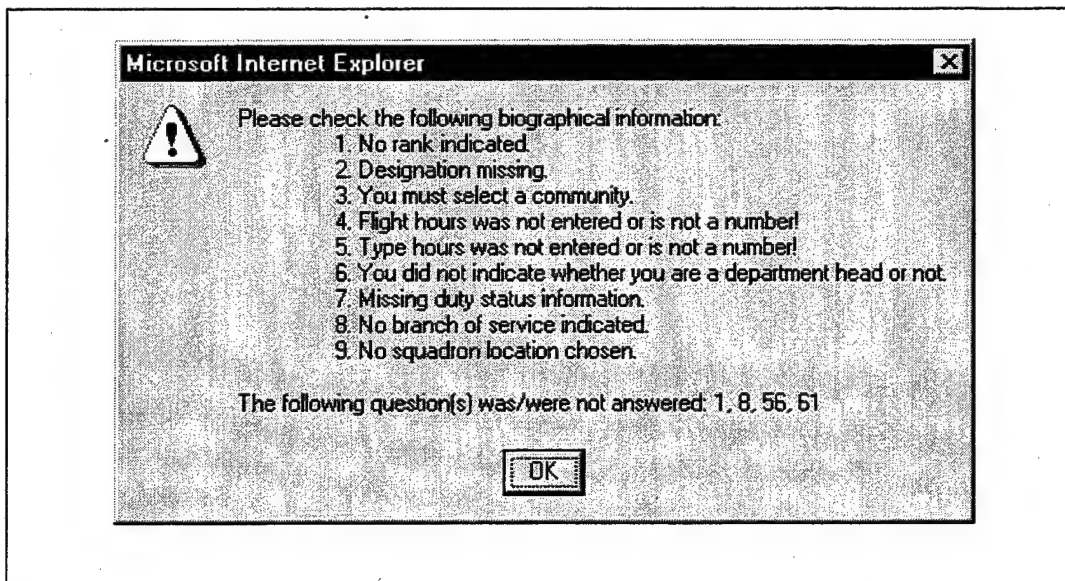 Microsoft Internet Explorer
Please check the following biographical information:
1. No rank indicated.
2. Designation missing.
3. You must select a community.
4. Flight hours was not entered or is not a number!
5. Type hours was not entered or is not a number!
6. You did not indicate whether you are a department head or not.
7. Missing duty status information.
8. No branch of service indicated.
9. No squadron location chosen.
The following question(s) was/were not answered: 1, 8, 56, 61
OK